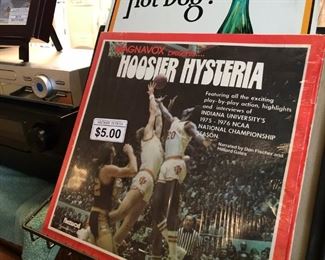 Hot Dog!
MAGNAVOX presents...
HOOSIER HYSTERIA
Featuring all the exciting
play-by-play action, highlights
and interviews of
INDIANA UNIVERSITY'S
1975 - 1976 NCAA
NATIONAL CHAMPIONSHIP
SEASON
Narrated by Don Fischer and
$5.00
20